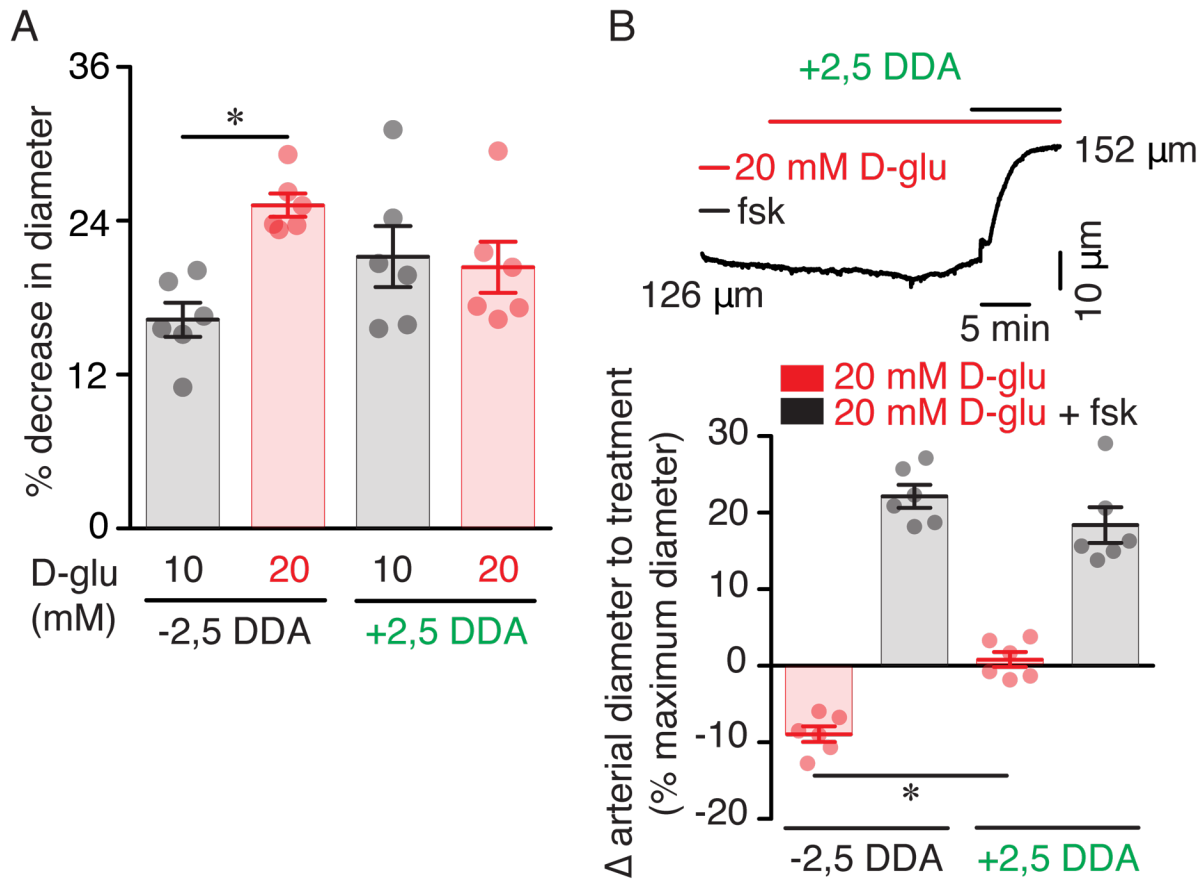 A
% decrease in diameter
36
24
12
0
*
D-glu
(mM)
10
20
10
20
-2,5 DDA
+2,5 DDA
B
+2,5 DDA
20 mM D-glu
fsk
152 µm
126 µm
10 µm
5 min
20 mM D-glu
20 mM D-glu + fsk
Δ arterial diameter to treatment
(% maximum diameter)
30
20
10
0
-10
-20
*
-2,5 DDA
+2,5 DDA